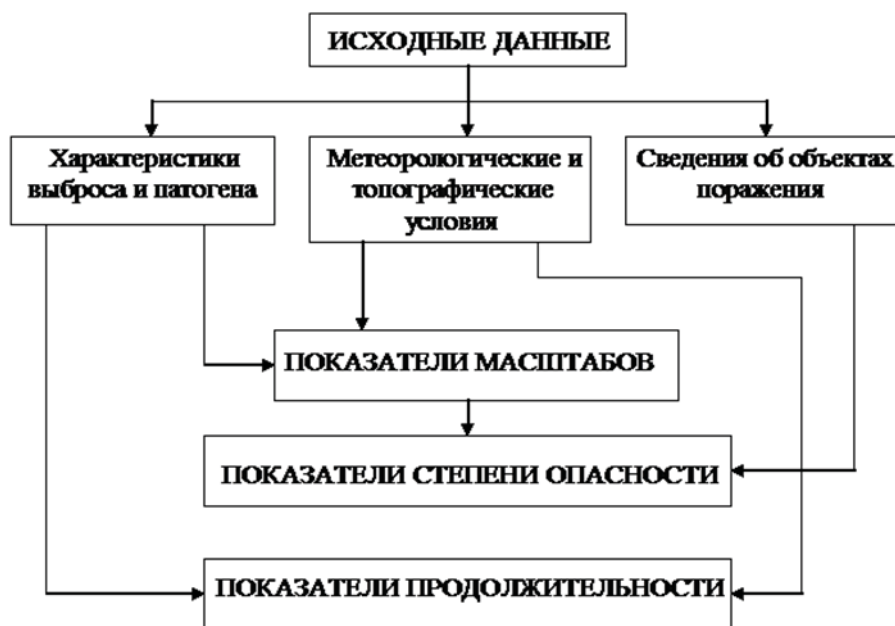 ИСХОДНЫЕ ДАННЫЕ
Характеристики
выброса и патогена
Метеорологические и
топографические
условия
Сведения об объектах
поражения
ПОКАЗАТЕЛИ МАСШТАБОВ
ПОКАЗАТЕЛИ СТЕПЕНИ ОПАСНОСТИ
ПОКАЗАТЕЛИ ПРОДОЛЖИТЕЛЬНОСТИ